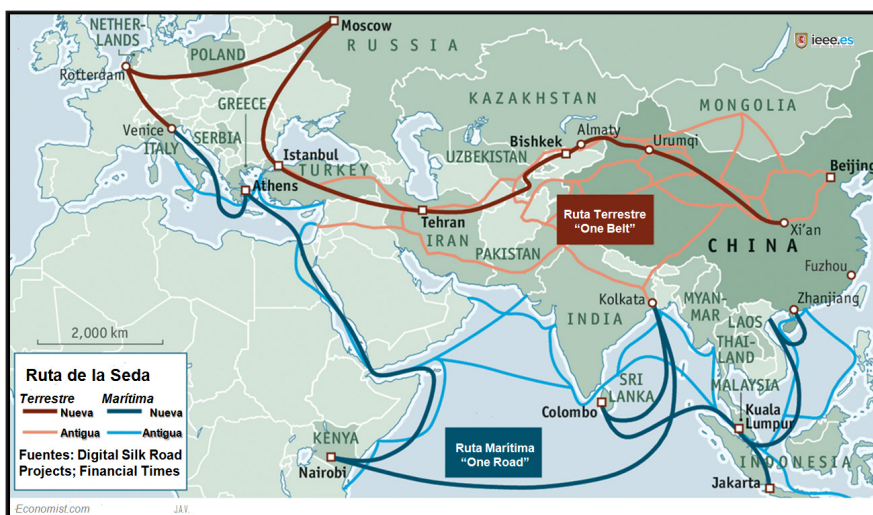 NETHER-
LANDS
Moscow
RUSSIA
ieee.es
POLAND
Rotterdam
KAZAKHSTAN
MONGOLIA
GREECE
Venice
ITALY
SERBIA
Almaty
Bishkek
Urumqi
Istanbul
TURKEY
UZBEKISTAN
Beijing
Athens
Ruta Terrestre
“One Belt”
Tehran
IRAN
Xi’an
CHINA
PAKISTAN
Fuzhou
Kolkata
MYAN-
MAR
Zhanjiang
INDIA
LAOS
2,000 km
THAI-
LAND
Ruta de la Seda
Terrestre Marítima
Nueva Nueva
Antigua Antigua
Fuentes: Digital Silk Road
Projects; Financial Times
SRI
LANKA
MALAYSIA
Colombo
Kuala
Lumpur
KENYA
Ruta Marítima
“One Road”
INDONESIA
Nairobi
Jakarta
Economist.com
J.A.V.